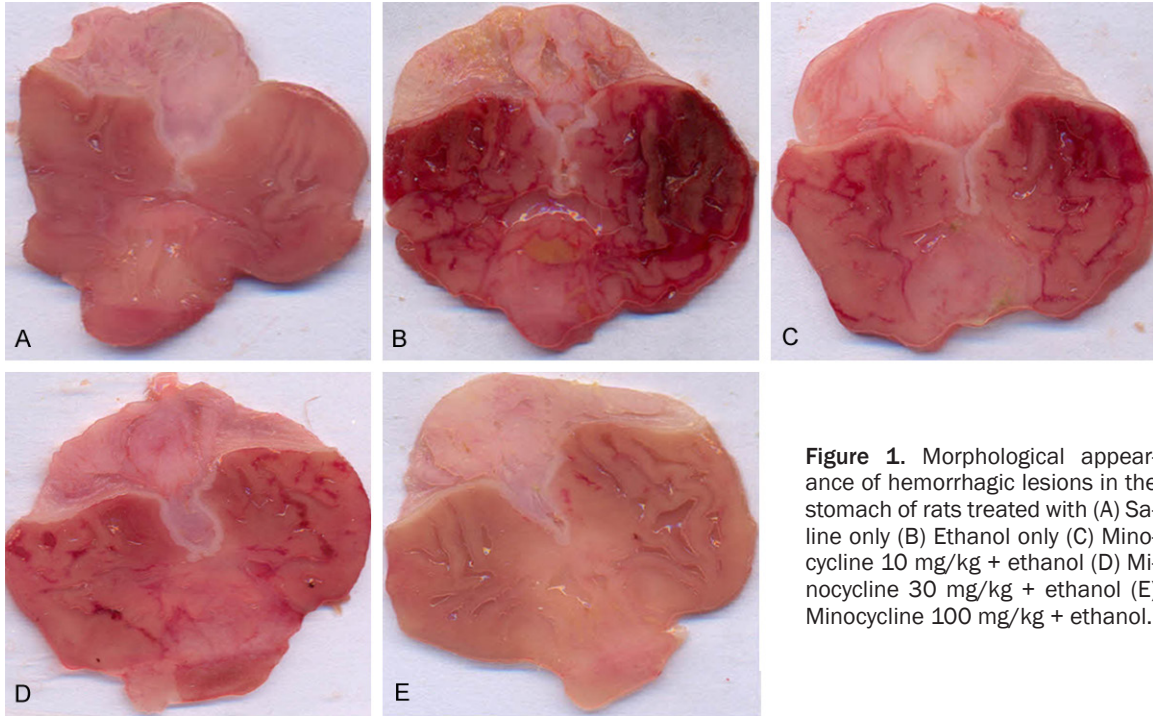 A
B
C
D
E
Figure 1. Morphological appear-
ance of hemorrhagic lesions in the
stomach of rats treated with (A) Sa-
line only (B) Ethanol only (C) Mino-
cycline 10 mg/kg + ethanol (D) Mi-
nocycline 30 mg/kg + ethanol (E)
Minocycline 100 mg/kg + ethanol.